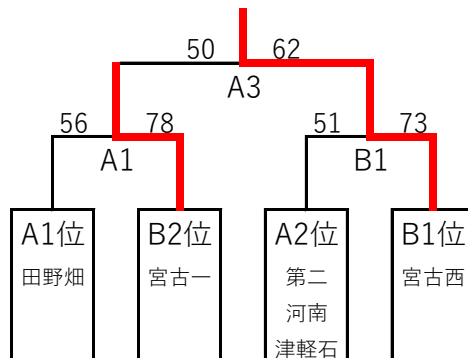 50 62
A3
56 78 51 73
A1 B1
A1位 B2位 A2位 B1位
田野畑 宮古一 第二 宮古西
河南
津軽石